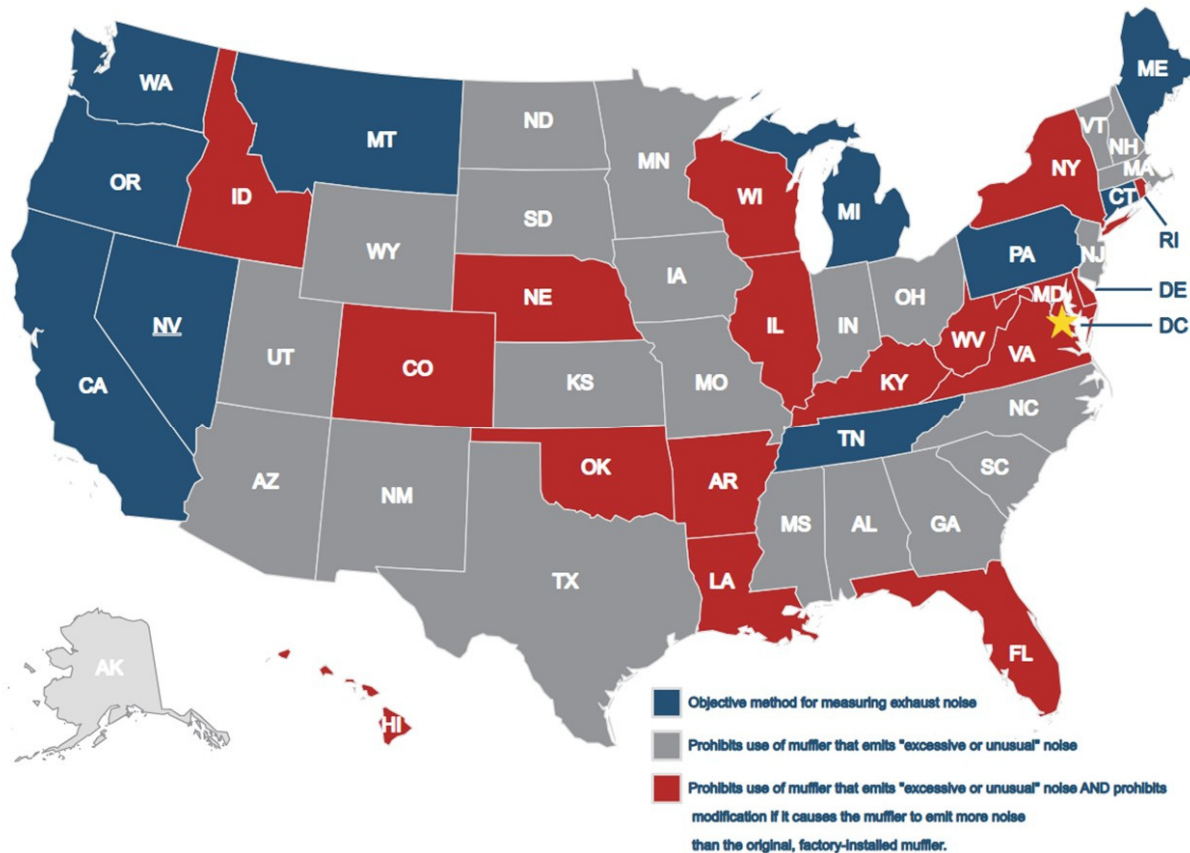 WA
MT
ND
MN
ME
VT
NH
MA
OR
ID
SD
WI
MI
NY
CT
RI
WY
IA
PA
NJ
NV
NE
IL
IN
OH
MD
DE
DC
CA
UT
CO
KS
MO
WV
VA
KY
NC
AZ
NM
OK
AR
TN
SC
MS
AL
GA
TX
LA
FL
AK
HI
Objective method for measuring exhaust noise
Prohibits use of muffler that emits "excessive or unusual" noise
Prohibits use of muffler that emits "excessive or unusual" noise AND prohibits
modification if it causes the muffler to emit more noise
than the original, factory-installed muffler.